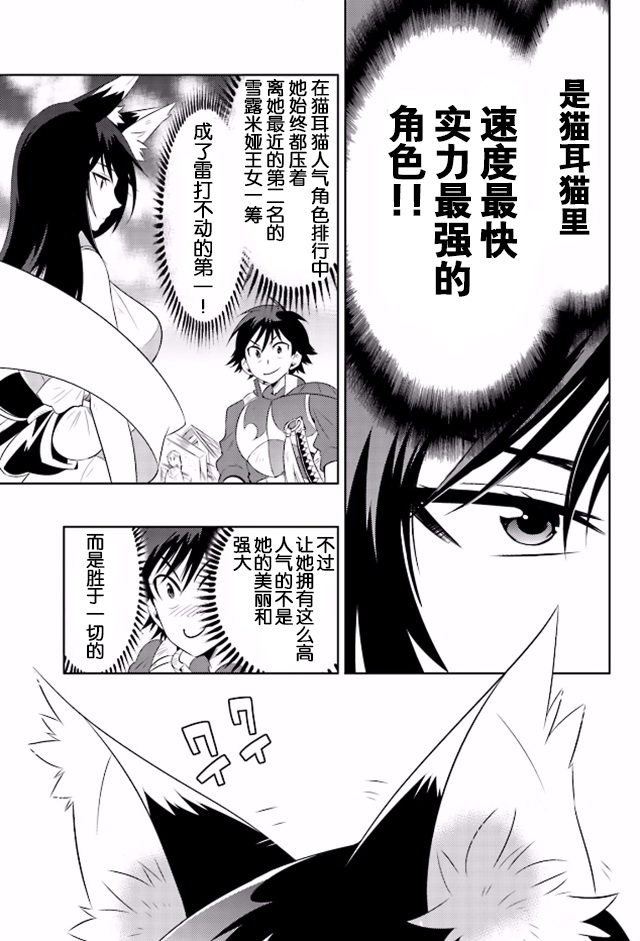 是猫耳猫里
速度最快
实力最强的
角色!!
在猫耳猫人气角色排行中
她始终都压着
离她最近的第二名的
雪露米娅王女一筹
成了雷打不动的第一！
不过
让她拥有这么高
人气的不是
她的美丽和
强大
而是胜于一切的
クイ
クイ